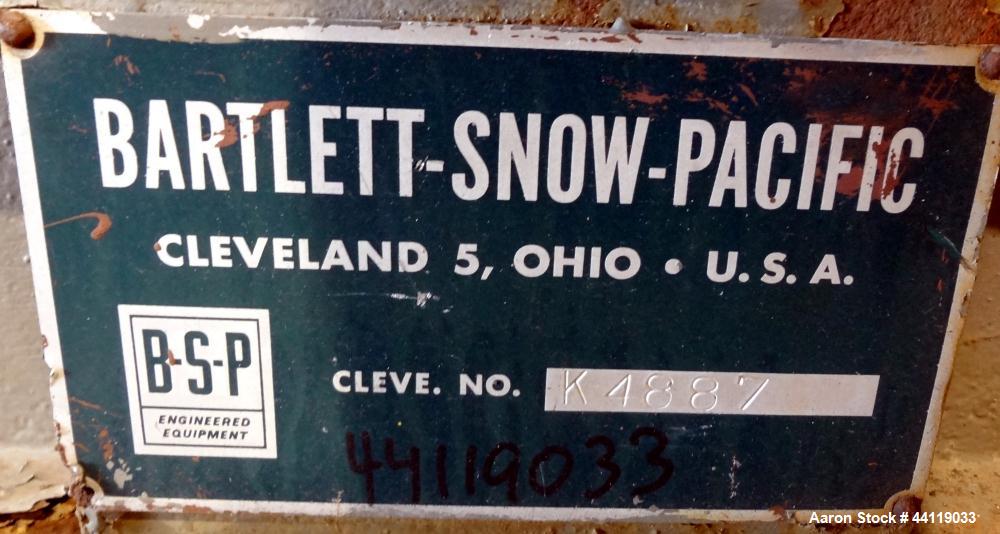 BARTLETT-SNOW-PACIFIC
CLEVELAND 5, OHIO • U. S. A.
B-S-P
ENGINEERED
EQUIPMENT
CLEVE. NO. K4887
44119033
Aaron Stock # 44119033